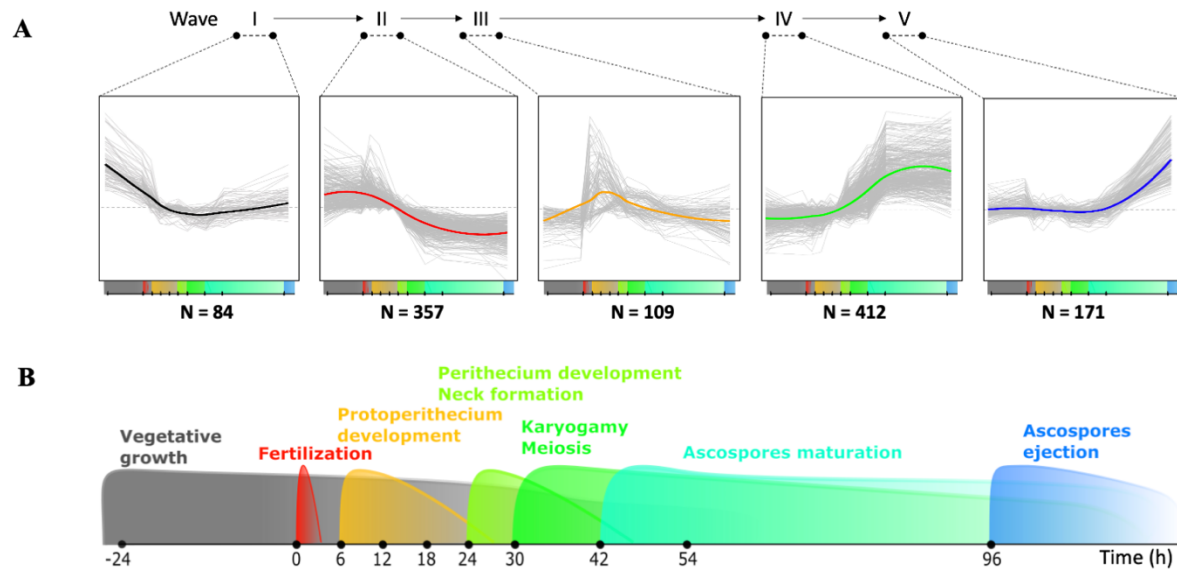 A
Wave I II III IV V
N = 84 N = 357 N = 109 N = 412 N = 171
B
Vegetative
growth
Fertilization
Protoperithecium
development
Perithecium development
Neck formation
Karyogamy
Meiosis
Ascospores maturation
Ascospores
ejection
-24 0 6 12 18 24 30 42 54 96 Time (h)